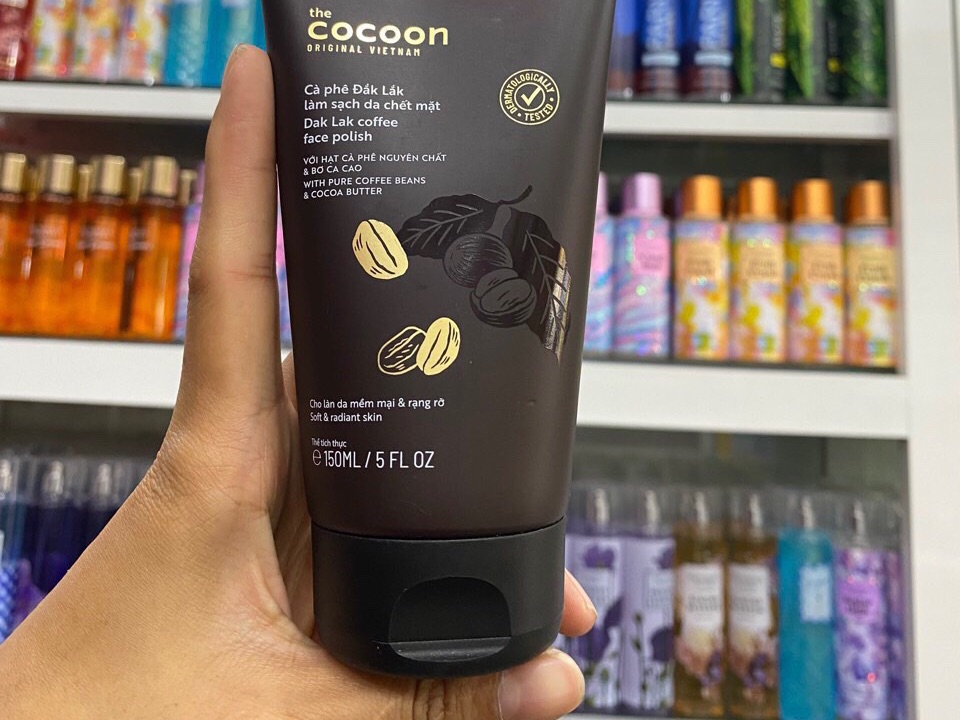 the
cocoon
ORIGINAL VIETNAM
DERMATOLOGICALLY
TESTED
Cà phê Đắk Lắk
làm sạch da chết mặt
Dak Lak coffee
face polish
VỚI HẠT CÀ PHÊ NGUYÊN CHẤT
& BƠ CA CAO
WITH PURE COFFEE BEANS
& COCOA BUTTER
Cho làn da mềm mại & rạng rỡ
Soft & radiant skin
Thể tích thực
℮ 150ML / 5 FL OZ